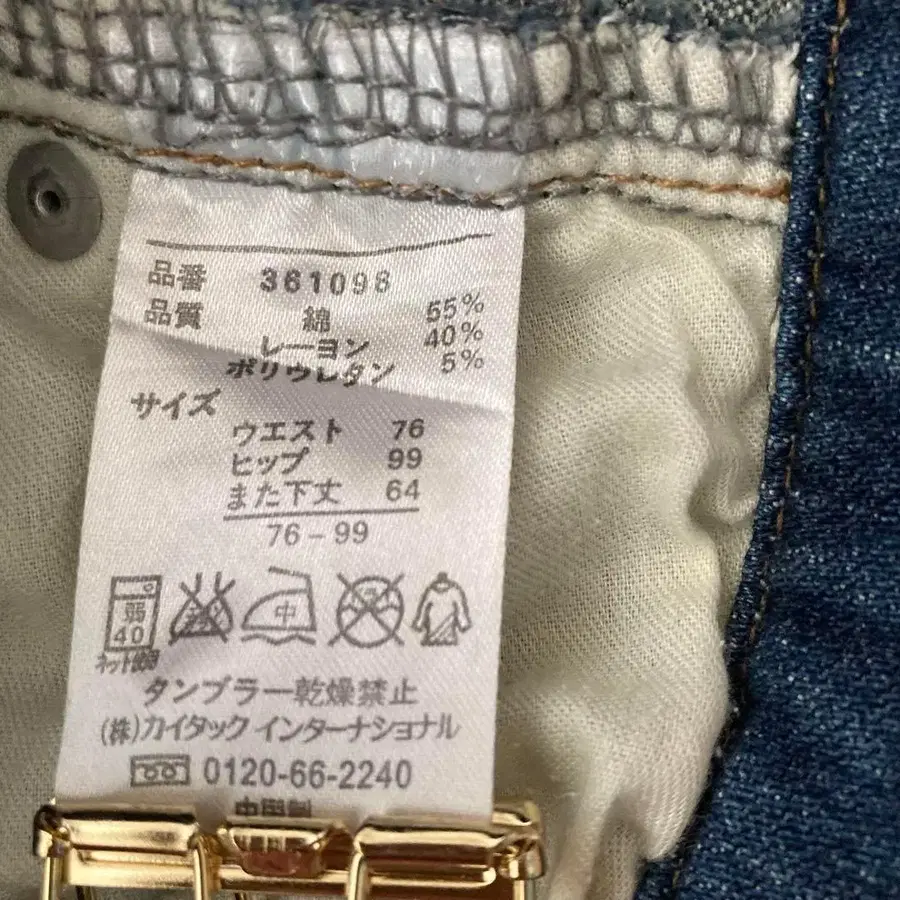 品番 361098
品質 綿 55%
レーヨン 40%
ポリウレタン 5%
サイズ
ウエスト 76
ヒップ 99
また下丈 64
76-99
弱 中
40
ネット使用
タンブラー乾燥禁止
(株)カイタック インターナショナル
0120-66-2240
中国製